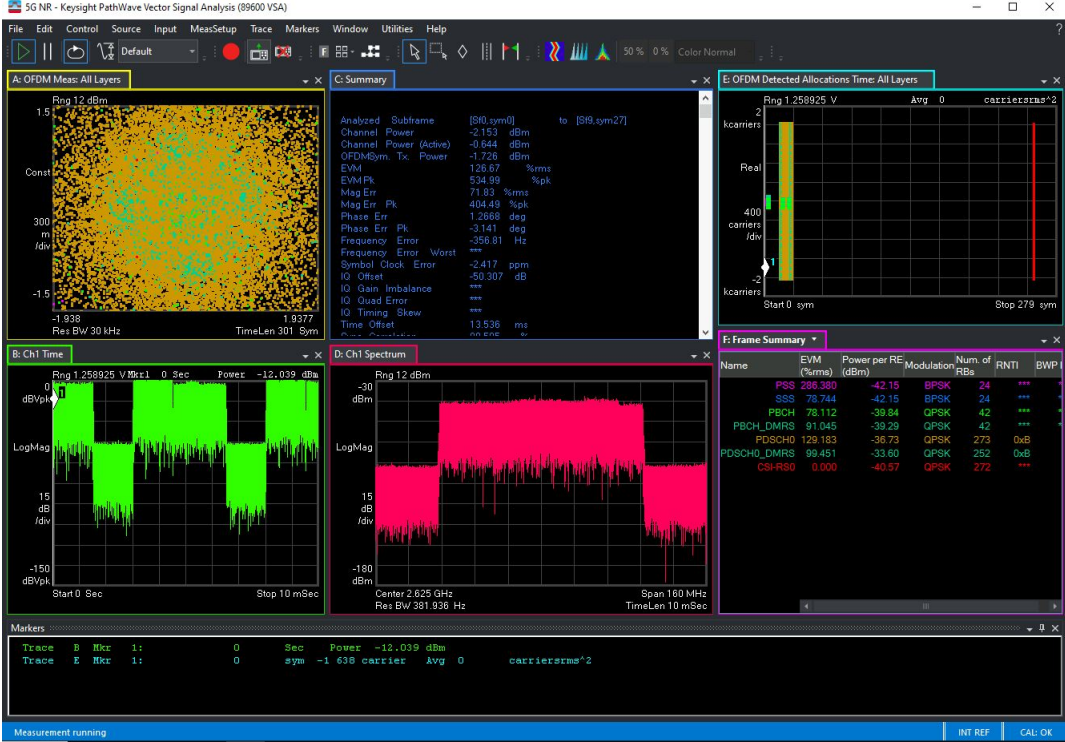 5G NR - Keysight PathWave Vector Signal Analysis (89600 VSA)
File Edit Control Source Input MeasSetup Trace Markers Window Utilities Help
Default
50 % 0 % Color Normal
A: OFDM Meas: All Layers
Rng 12 dBm
1.5
Const
300
m
/div
-1.5
-1.938 1.9377
Res BW 30 kHz TimeLen 301 Sym
C: Summary
Analyzed Subframe [Sf0,sym0] to [Sf9,sym27]
Channel Power -2.153 dBm
Channel Power (Active) -0.644 dBm
OFDMSym. Tx. Power -1.726 dBm
EVM 126.67 %rms
EVM Pk 534.99 %pk
Mag Err 71.83 %rms
Mag Err Pk 404.49 %pk
Phase Err 1.2668 deg
Phase Err Pk -3.141 deg
Frequency Error -356.81 Hz
Frequency Error Worst ***
Symbol Clock Error -2.417 ppm
IQ Offset -50.307 dB
IQ Gain Imbalance ***
IQ Quad Error ***
IQ Timing Skew ***
Time Offset 13.536 ms
E: OFDM Detected Allocations Time: All Layers
Rng 1.258925 V Avg 0 carriersrms^2
2
kcarriers
Real
400
carriers
/div
1
-2
kcarriers
Start 0 sym Stop 279 sym
B: Ch1 Time
Rng 1.258925 V Mkr1 0 Sec Power -12.039 dBm
0
dBVpk
1
LogMag
15
dB
/div
-150
dBVpk
Start 0 Sec Stop 10 mSec
D: Ch1 Spectrum
Rng 12 dBm
-30
dBm
LogMag
15
dB
/div
-180
dBm
Center 2.625 GHz Span 160 MHz
Res BW 381.936 Hz TimeLen 10 mSec
F: Frame Summary
Name EVM (%rms) Power per RE (dBm) Modulation Num. of RBs RNTI BWP
PSS 286.380 -42.15 BPSK 24 ***
SSS 78.744 -42.15 BPSK 24 ***
PBCH 78.112 -39.84 QPSK 42 ***
PBCH_DMRS 91.045 -39.29 QPSK 42 ***
PDSCH0 129.183 -36.73 QPSK 273 0xB
PDSCH0_DMRS 99.451 -33.60 QPSK 252 0xB
CSI-RS0 0.000 -40.57 QPSK 272 ***
Markers
Trace B Mkr 1: 0 Sec Power -12.039 dBm
Trace E Mkr 1: 0 sym -1 638 carrier Avg 0 carriersrms^2
Measurement running INT REF CAL: OK